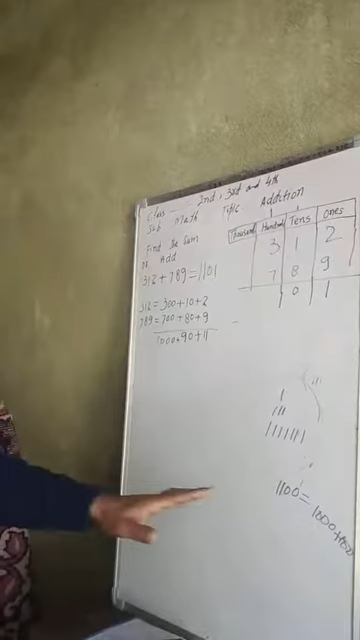 Class 2nd, 3rd and 4th
Sub Math Topic Addition
Find the Sum
or Add
312 + 789 = 1101
312 = 300 + 10 + 2
789 = 700 + 80 + 9
1000 + 90 + 11
Thousand Hundred Tens Ones
3 1 2
7 8 9
1 0 1
1100 =